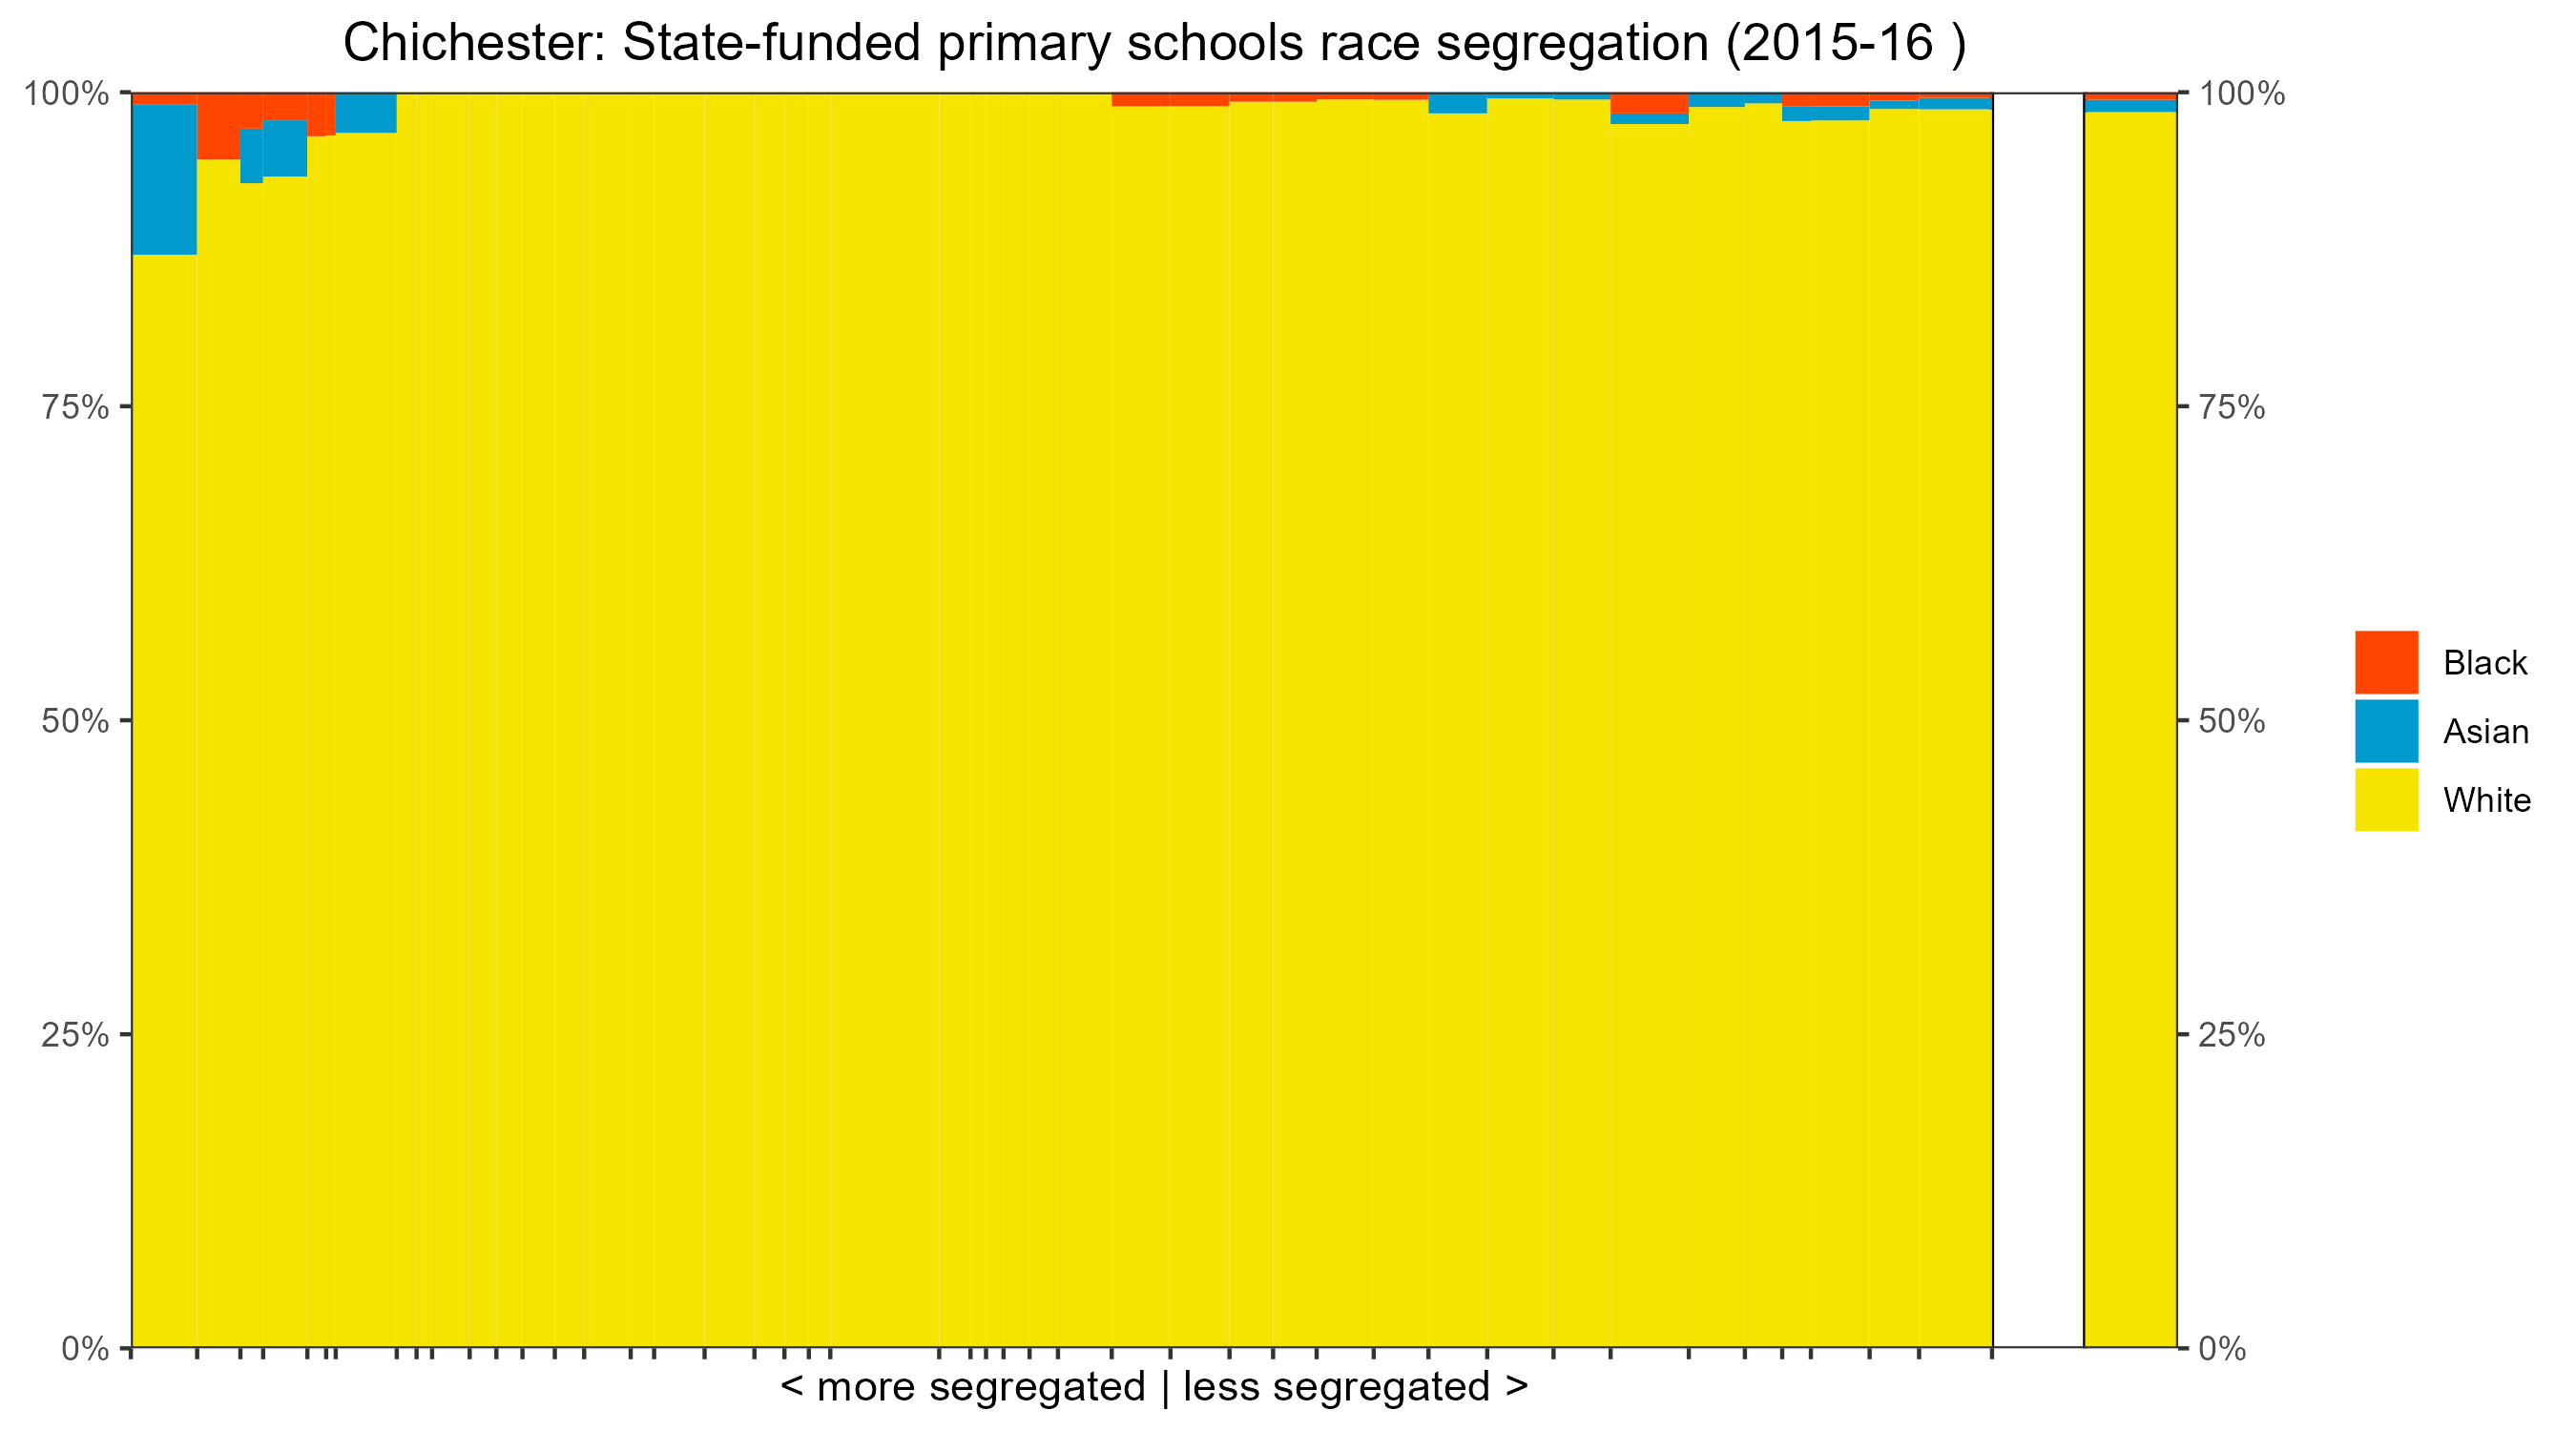 Chichester: State-funded primary schools race segregation (2015-16 )
100%
75%
50%
25%
0%
100%
75%
50%
25%
0%
Black
Asian
White
< more segregated | less segregated >